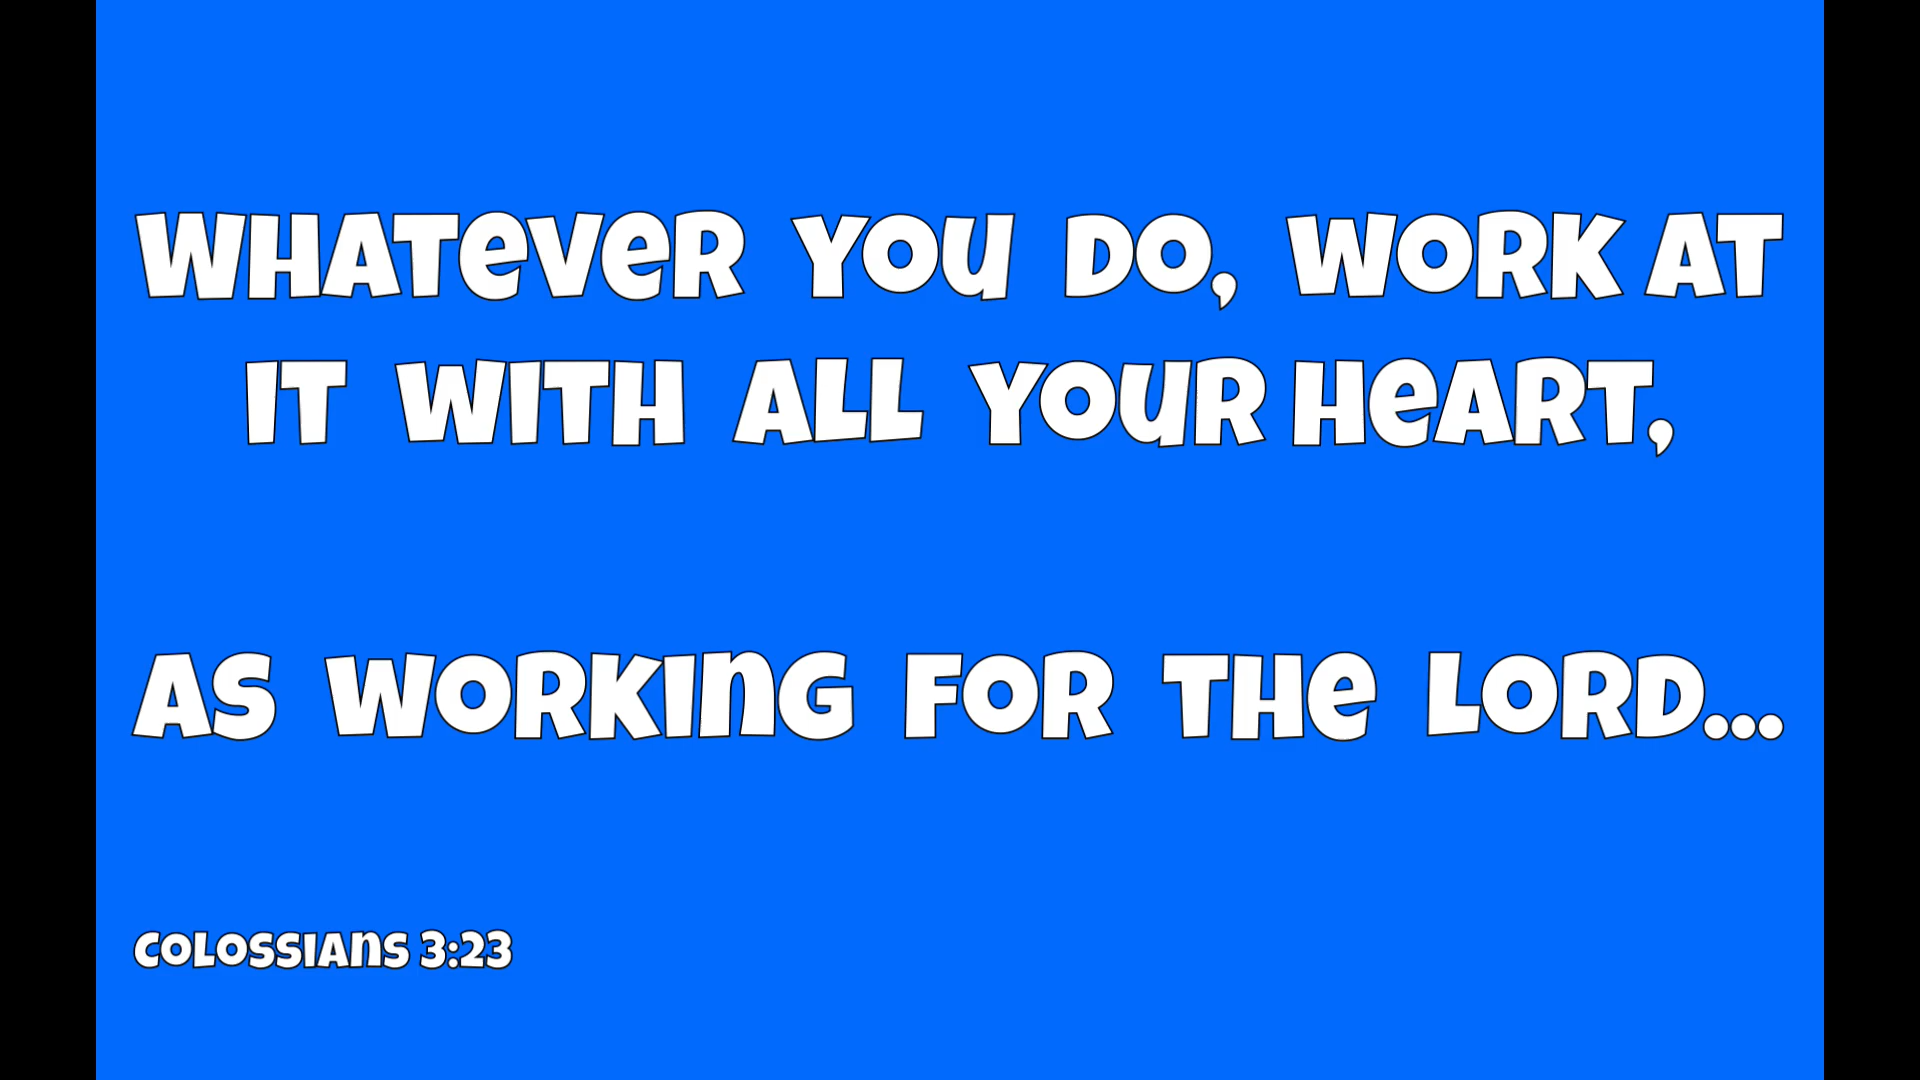 WHATEVER YOU DO, WORK AT
IT WITH ALL YOUR HEART,
AS WORKING FOR THE LORD...
COLOSSIANS 3:23